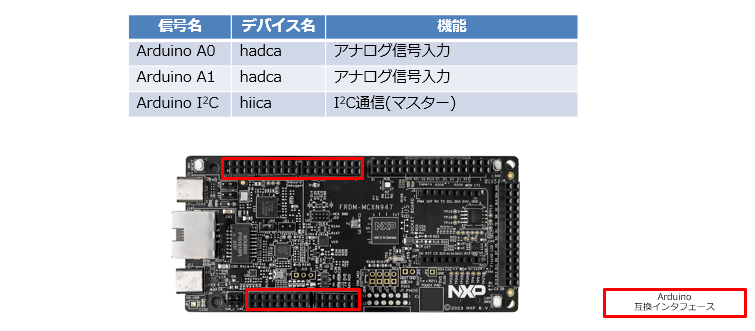 信号名 デバイス名 機能
Arduino A0 hadca アナログ信号入力
Arduino A1 hadca アナログ信号入力
Arduino I²C hiica I²C通信(マスター)
FRDM-MCXN947
NXP
Arduino
互換インタフェース